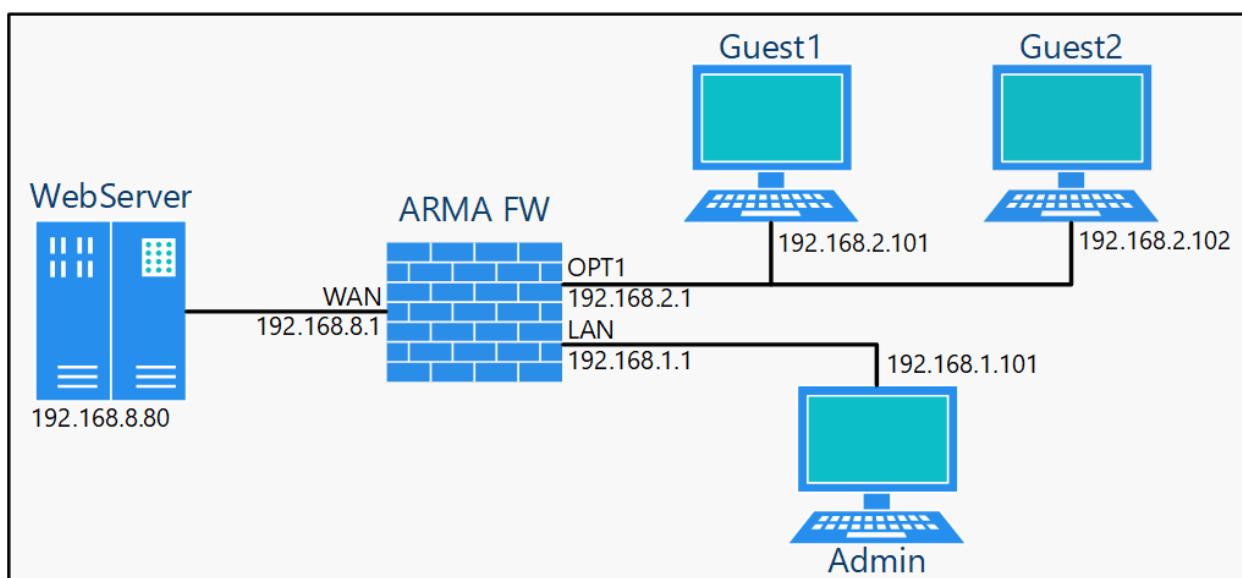 Guest1
Guest2
WebServer
ARMA FW
192.168.2.101
192.168.2.102
OPT1
WAN
192.168.2.1
192.168.8.1
LAN
192.168.1.1
192.168.1.101
192.168.8.80
Admin